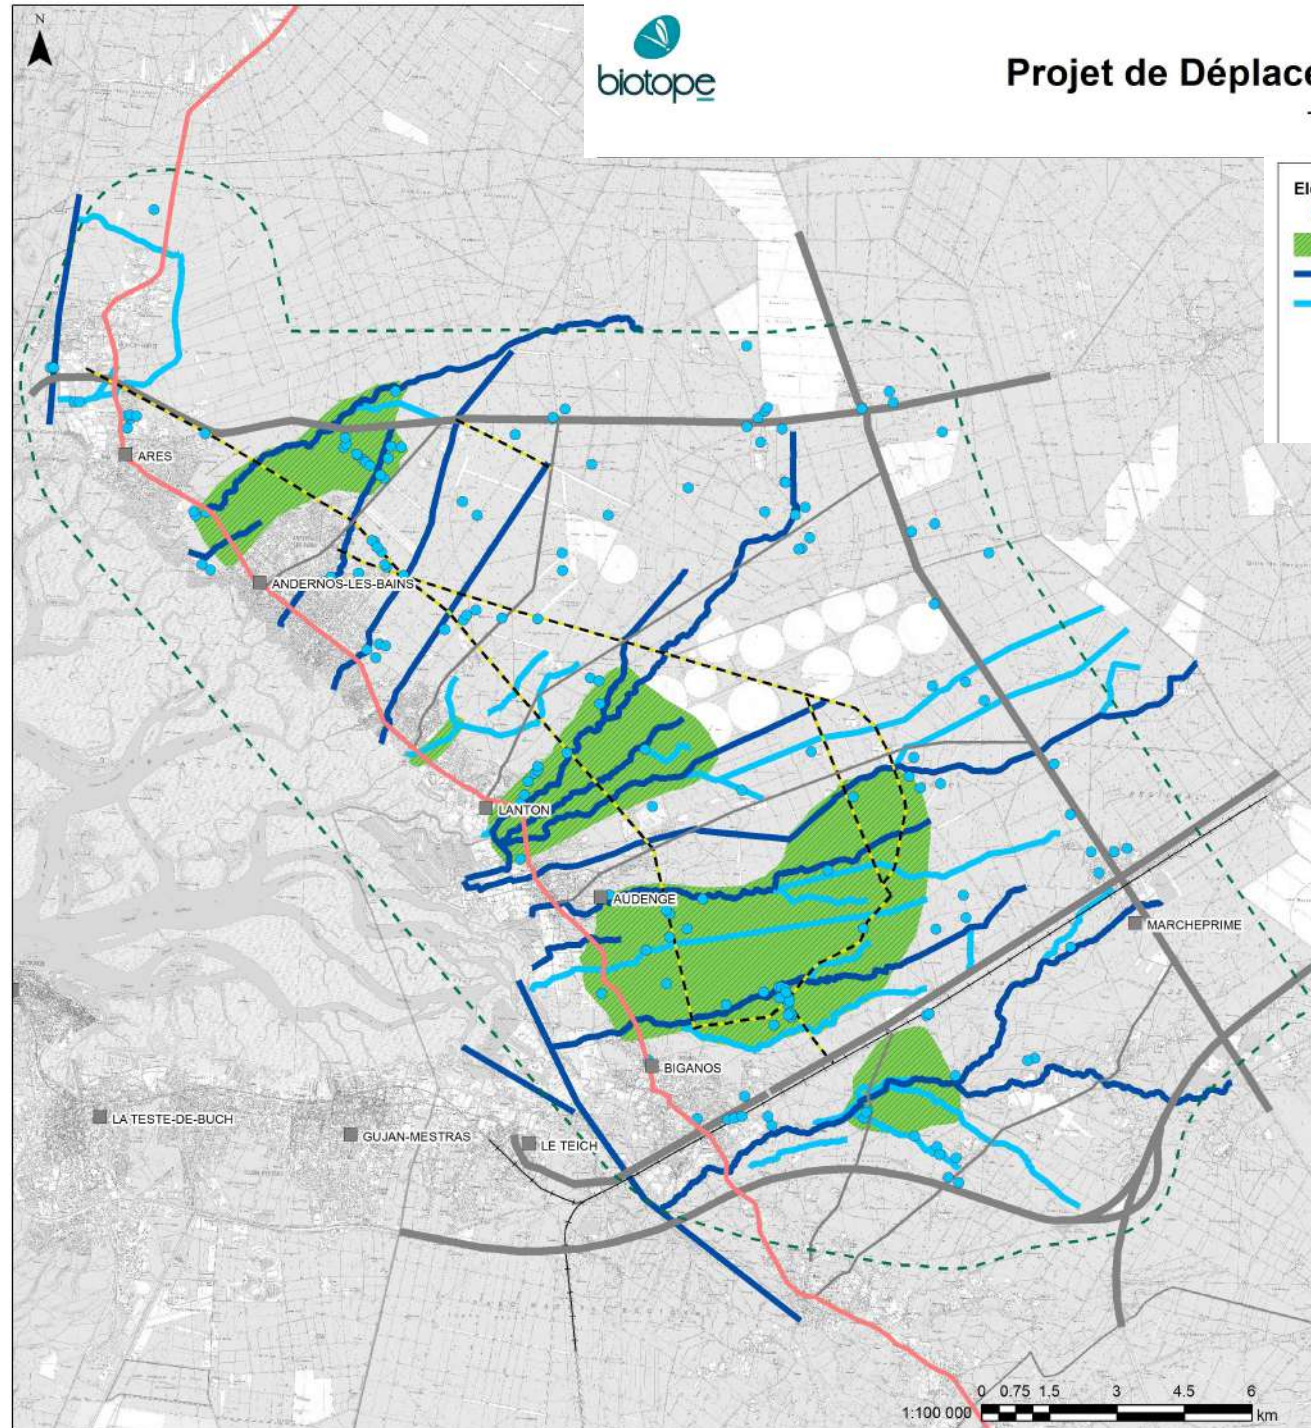 N
biotope
Projet de Déplace
-
El
ARES
ANDERNOS-LES-BAINS
LANTON
AUDENGE
MARCHEPRIME
BIGANOS
LA TESTE-DE-BUCH
GUJAN-MESTRAS
LE TEICH
0 0.75 1.5 3 4.5 6
1:100 000 km